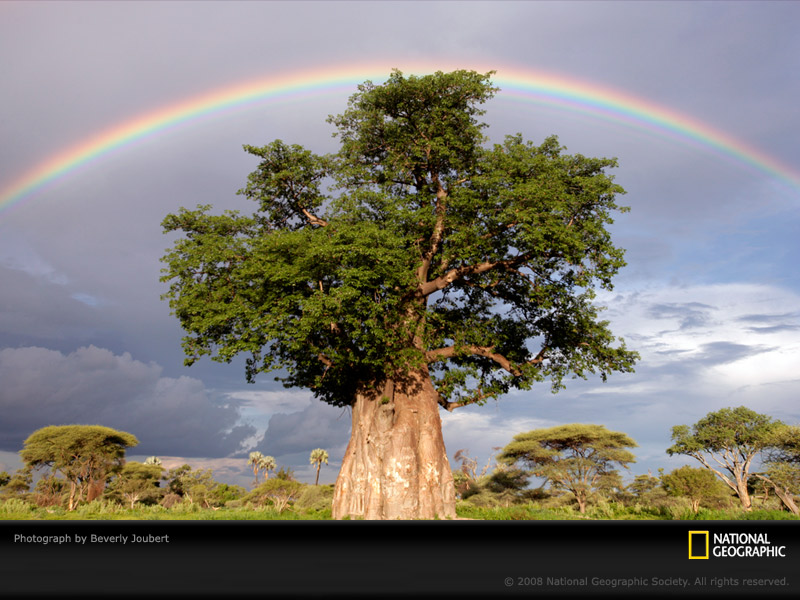 Photograph by Beverly Joubert
NATIONAL
GEOGRAPHIC
© 2008 National Geographic Society. All rights reserved.